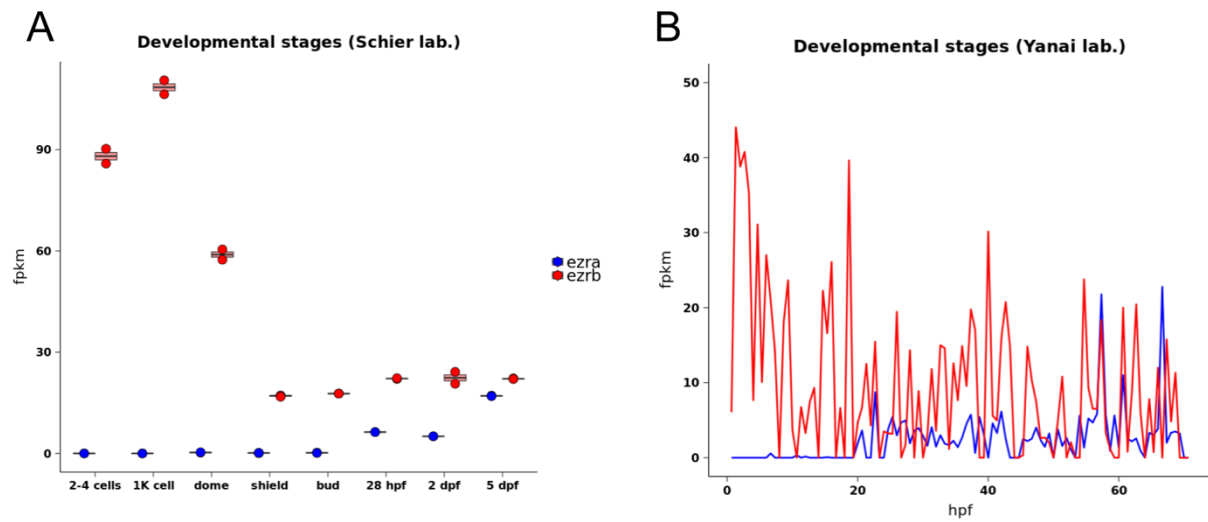 A
Developmental stages (Schier lab.)
fpkm
90
60
30
0
2-4 cells 1K cell dome shield bud 28 hpf 2 dpf 5 dpf
ezra
ezrb
B
Developmental stages (Yanai lab.)
fpkm
50
40
30
20
10
0
0 20 40 60
hpf